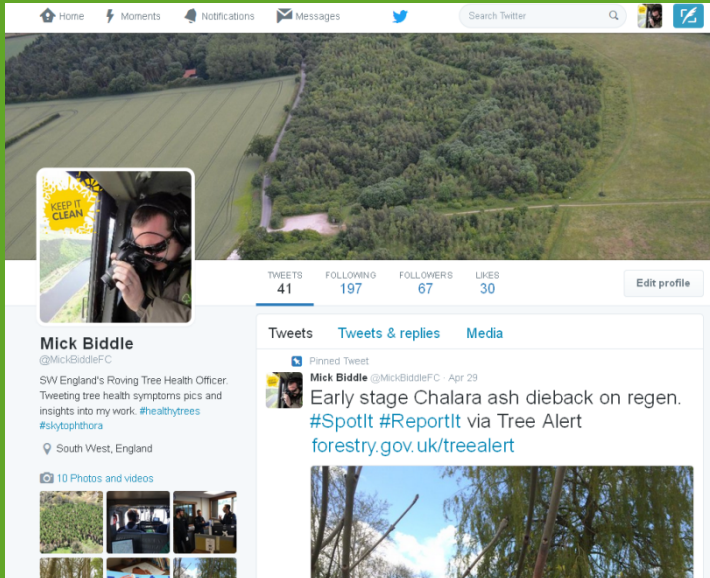 Home Moments Notifications Messages Search Twitter
KEEP IT
CLEAN
TWEETS FOLLOWING FOLLOWERS LIKES
41 197 67 30
Edit profile
Mick Biddle
@MickBiddleFC
SW England's Roving Tree Health Officer.
Tweeting tree health symptoms pics and
insights into my work. #healthytrees
#skytophthora
South West, England
10 Photos and videos
Tweets Tweets & replies Media
Pinned Tweet
Mick Biddle @MickBiddleFC · Apr 29
Early stage Chalara ash dieback on regen.
#SpotIt #ReportIt via Tree Alert
forestry.gov.uk/treealert